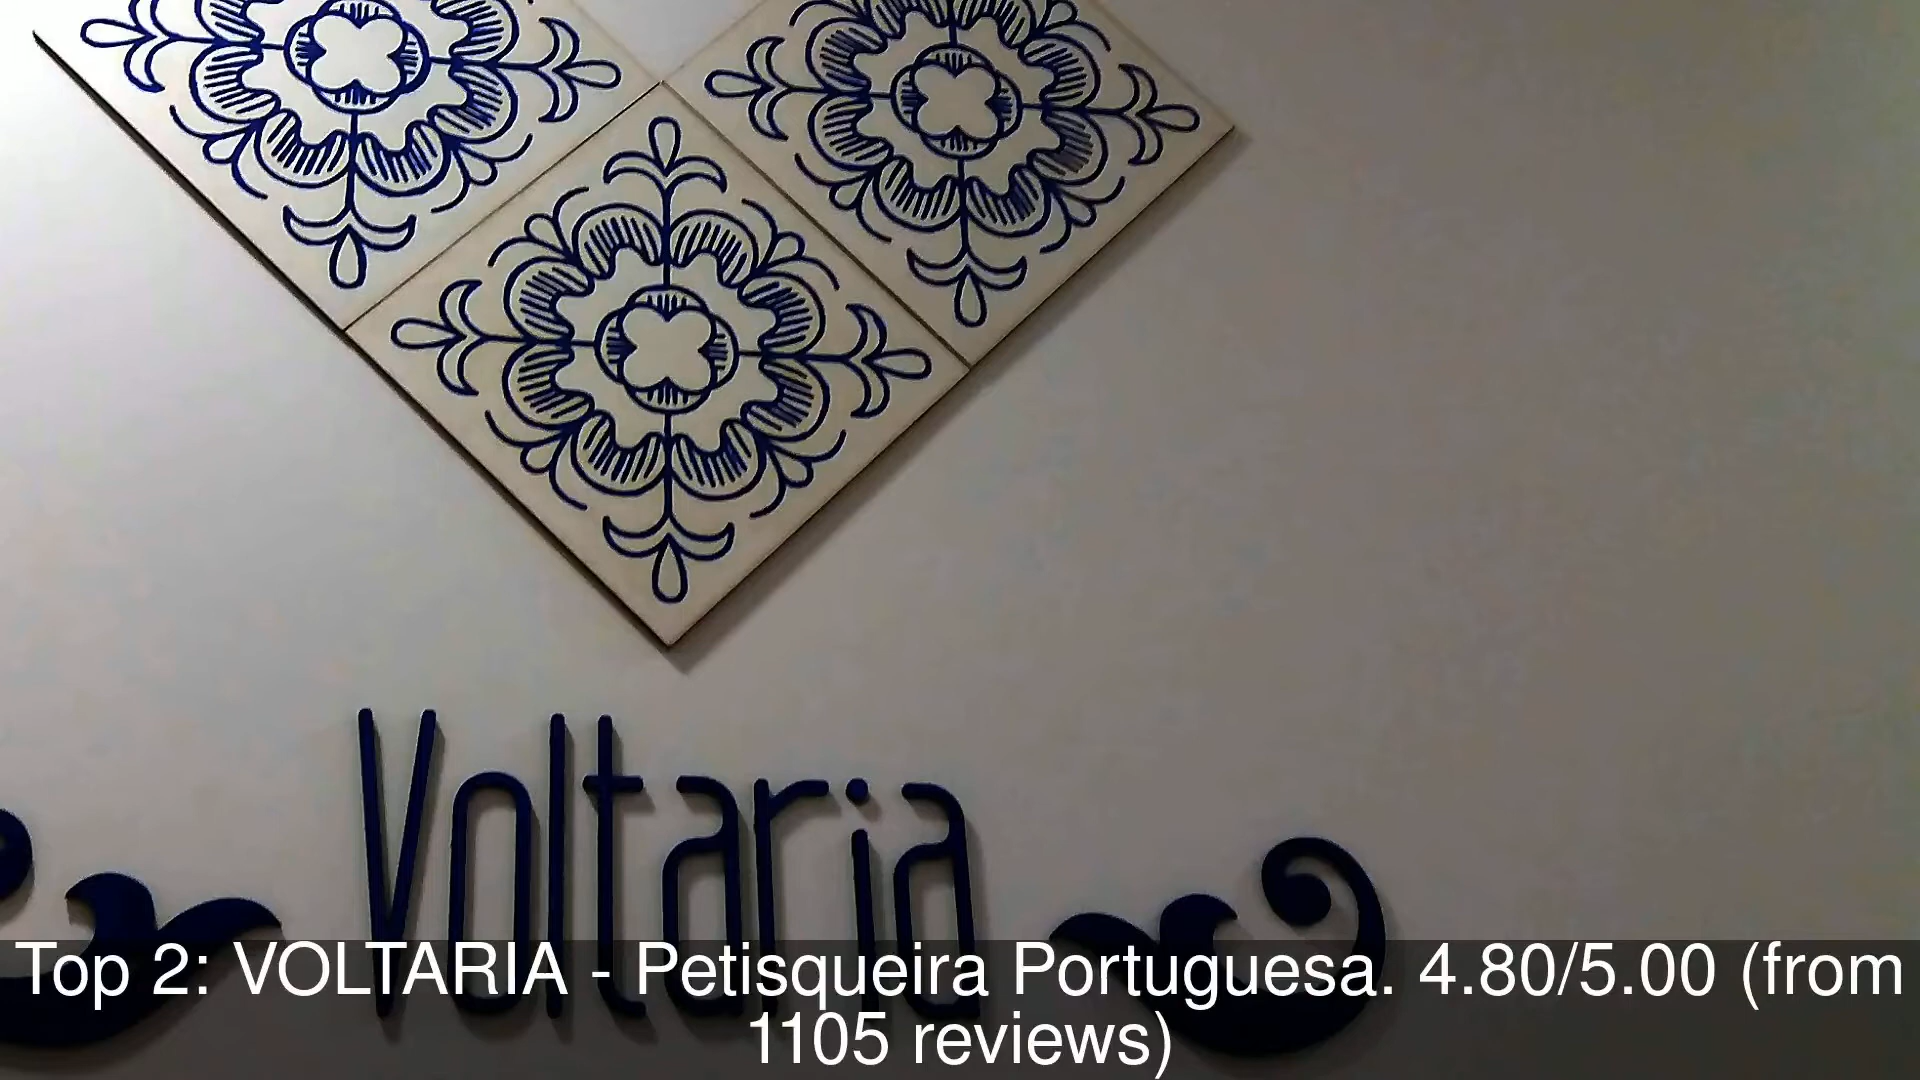 Voltaria
Top 2: VOLTARIA - Petisqueira Portuguesa. 4.80/5.00 (from
1105 reviews)